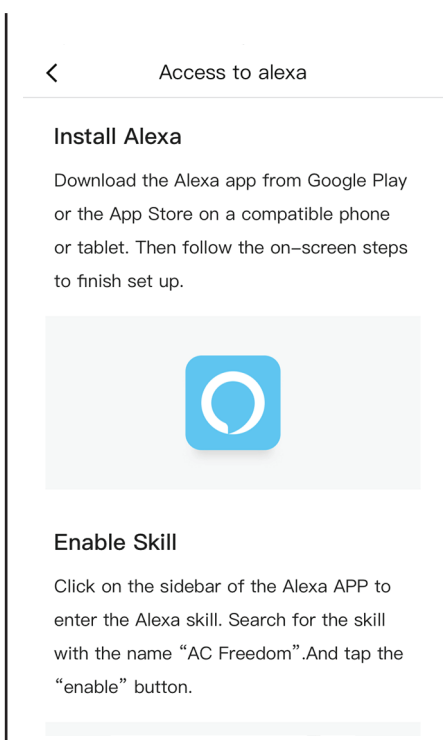 Access to alexa
Install Alexa
Download the Alexa app from Google Play
or the App Store on a compatible phone
or tablet. Then follow the on-screen steps
to finish set up.
Enable Skill
Click on the sidebar of the Alexa APP to
enter the Alexa skill. Search for the skill
with the name “AC Freedom”.And tap the
“enable” button.